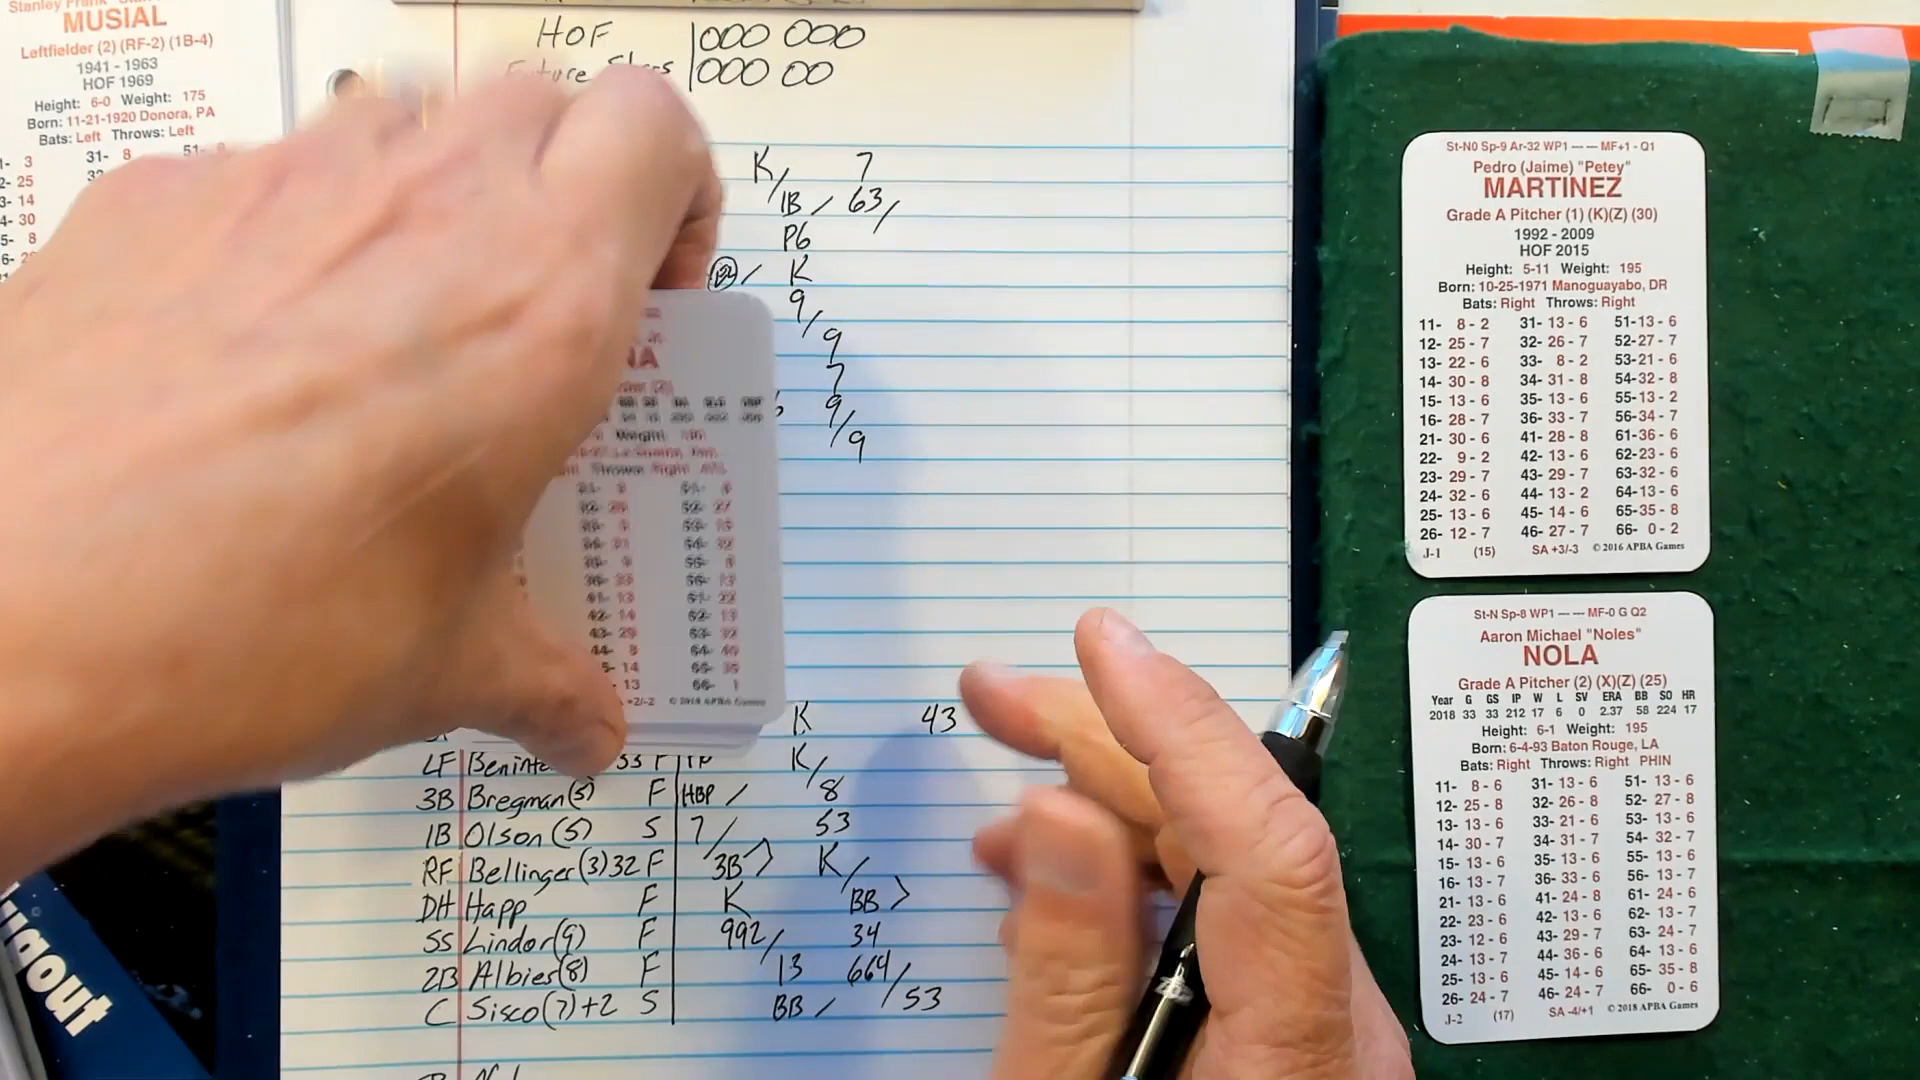 Stanley Frank
MUSIAL
Leftfielder (2) (RF-2) (1B-4)
1941 - 1963
HOF 1969
Height: 6-0 Weight: 175
Born: 11-21-1920 Donora, PA
Bats: Left Throws: Left
1- 3 31- 8 51-
2- 25
3- 14
4- 30
5- 8
HOF 000 000
Future Stars 000 00
K/ 7
1B / 63/
P6
K
9/
9
7
9/
/9
NA
K 43
LF F K/
3B Bregman(5) F HBP / 8
1B Olson(5) S 7/ 53
RF Bellinger(3)32 F 3B K/
DH Happ F K BB >
SS Lindor(9) F 992/ 34
2B Albies(8) F 13 664/
C Sisco(7)+2 S BB / /53
St-N0 Sp-9 Ar-32 WP1 — — MF+1 - Q1
Pedro (Jaime) "Petey"
MARTINEZ
Grade A Pitcher (1) (K)(Z) (30)
1992 - 2009
HOF 2015
Height: 5-11 Weight: 195
Born: 10-25-1971 Manoguayabo, DR
Bats: Right Throws: Right
11- 8 - 2 31- 13 - 6 51-13 - 6
12- 25 - 7 32- 26 - 7 52-27 - 7
13- 22 - 6 33- 8 - 2 53-21 - 6
14- 30 - 8 34- 31 - 8 54-32 - 8
15- 13 - 6 35- 13 - 6 55-13 - 2
16- 28 - 7 36- 33 - 7 56-34 - 7
21- 30 - 6 41- 28 - 8 61-36 - 6
22- 9 - 2 42- 13 - 6 62-23 - 6
23- 29 - 7 43- 29 - 7 63-32 - 6
24- 32 - 6 44- 13 - 2 64-13 - 6
25- 13 - 6 45- 14 - 6 65-35 - 8
26- 12 - 7 46- 27 - 7 66- 0 - 2
J-1 (15) SA +3/-3 © 2016 APBA Games
St-N Sp-8 WP1 — — MF-0 G Q2
Aaron Michael "Noles"
NOLA
Grade A Pitcher (2) (X)(Z) (25)
Year G GS IP W L SV ERA BB SO HR
2018 33 33 212 17 6 0 2.37 58 224 17
Height: 6-1 Weight: 195
Born: 6-4-93 Baton Rouge, LA
Bats: Right Throws: Right PHIN
11- 8 - 6 31- 13 - 6 51- 13 - 6
12- 25 - 8 32- 26 - 8 52- 27 - 8
13- 13 - 6 33- 21 - 6 53- 13 - 6
14- 30 - 7 34- 31 - 7 54- 32 - 7
15- 13 - 6 35- 13 - 6 55- 13 - 6
16- 13 - 7 36- 33 - 6 56- 13 - 7
21- 13 - 6 41- 24 - 8 61- 24 - 6
22- 23 - 6 42- 13 - 6 62- 13 - 7
23- 12 - 6 43- 29 - 7 63- 24 - 7
24- 13 - 7 44- 36 - 6 64- 13 - 6
25- 13 - 6 45- 14 - 6 65- 35 - 8
26- 24 - 7 46- 24 - 7 66- 0 - 6
J-2 (17) SA -4/+1 © 2018 APBA Games